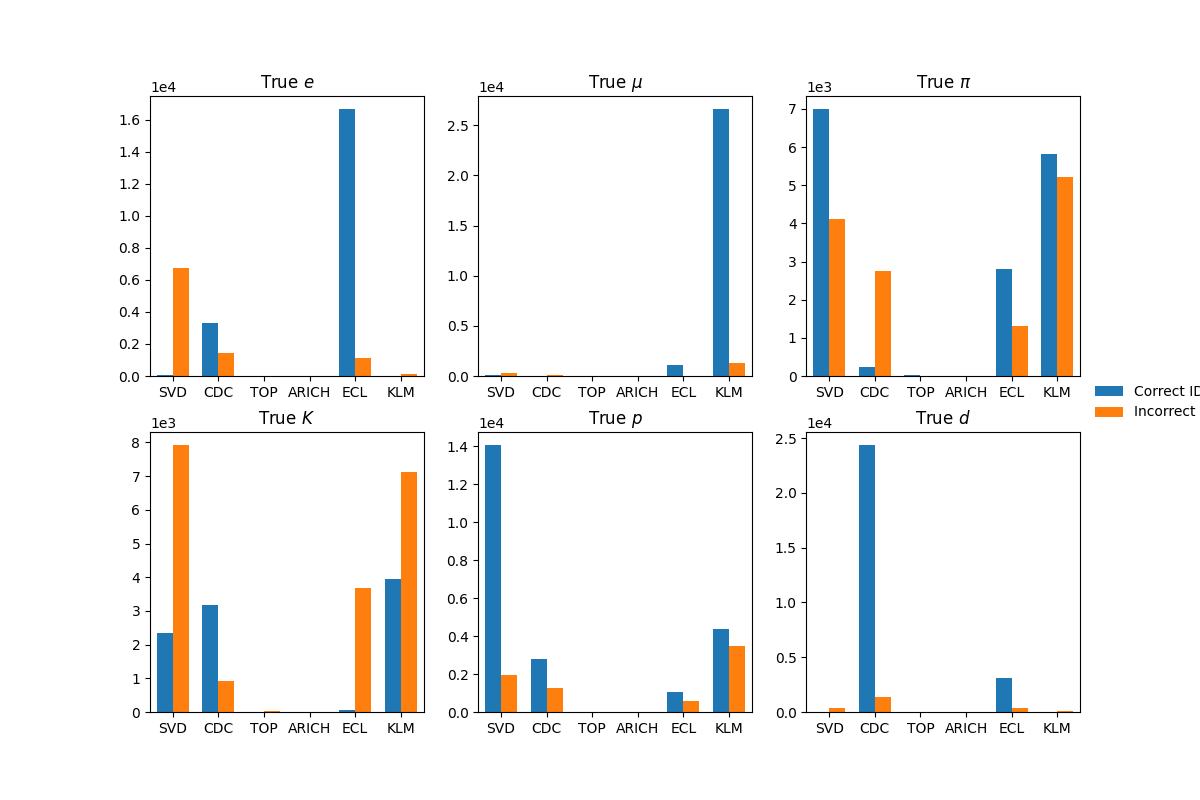 True e
1e4
1.6
1.4
1.2
1.0
0.8
0.6
0.4
0.2
0.0
SVD CDC TOP ARICH ECL KLM
True μ
1e4
2.5
2.0
1.5
1.0
0.5
0.0
SVD CDC TOP ARICH ECL KLM
True π
1e3
7
6
5
4
3
2
1
0
SVD CDC TOP ARICH ECL KLM
Correct ID
Incorrect
True K
1e3
8
7
6
5
4
3
2
1
0
SVD CDC TOP ARICH ECL KLM
True p
1e4
1.4
1.2
1.0
0.8
0.6
0.4
0.2
0.0
SVD CDC TOP ARICH ECL KLM
True d
1e4
2.5
2.0
1.5
1.0
0.5
0.0
SVD CDC TOP ARICH ECL KLM